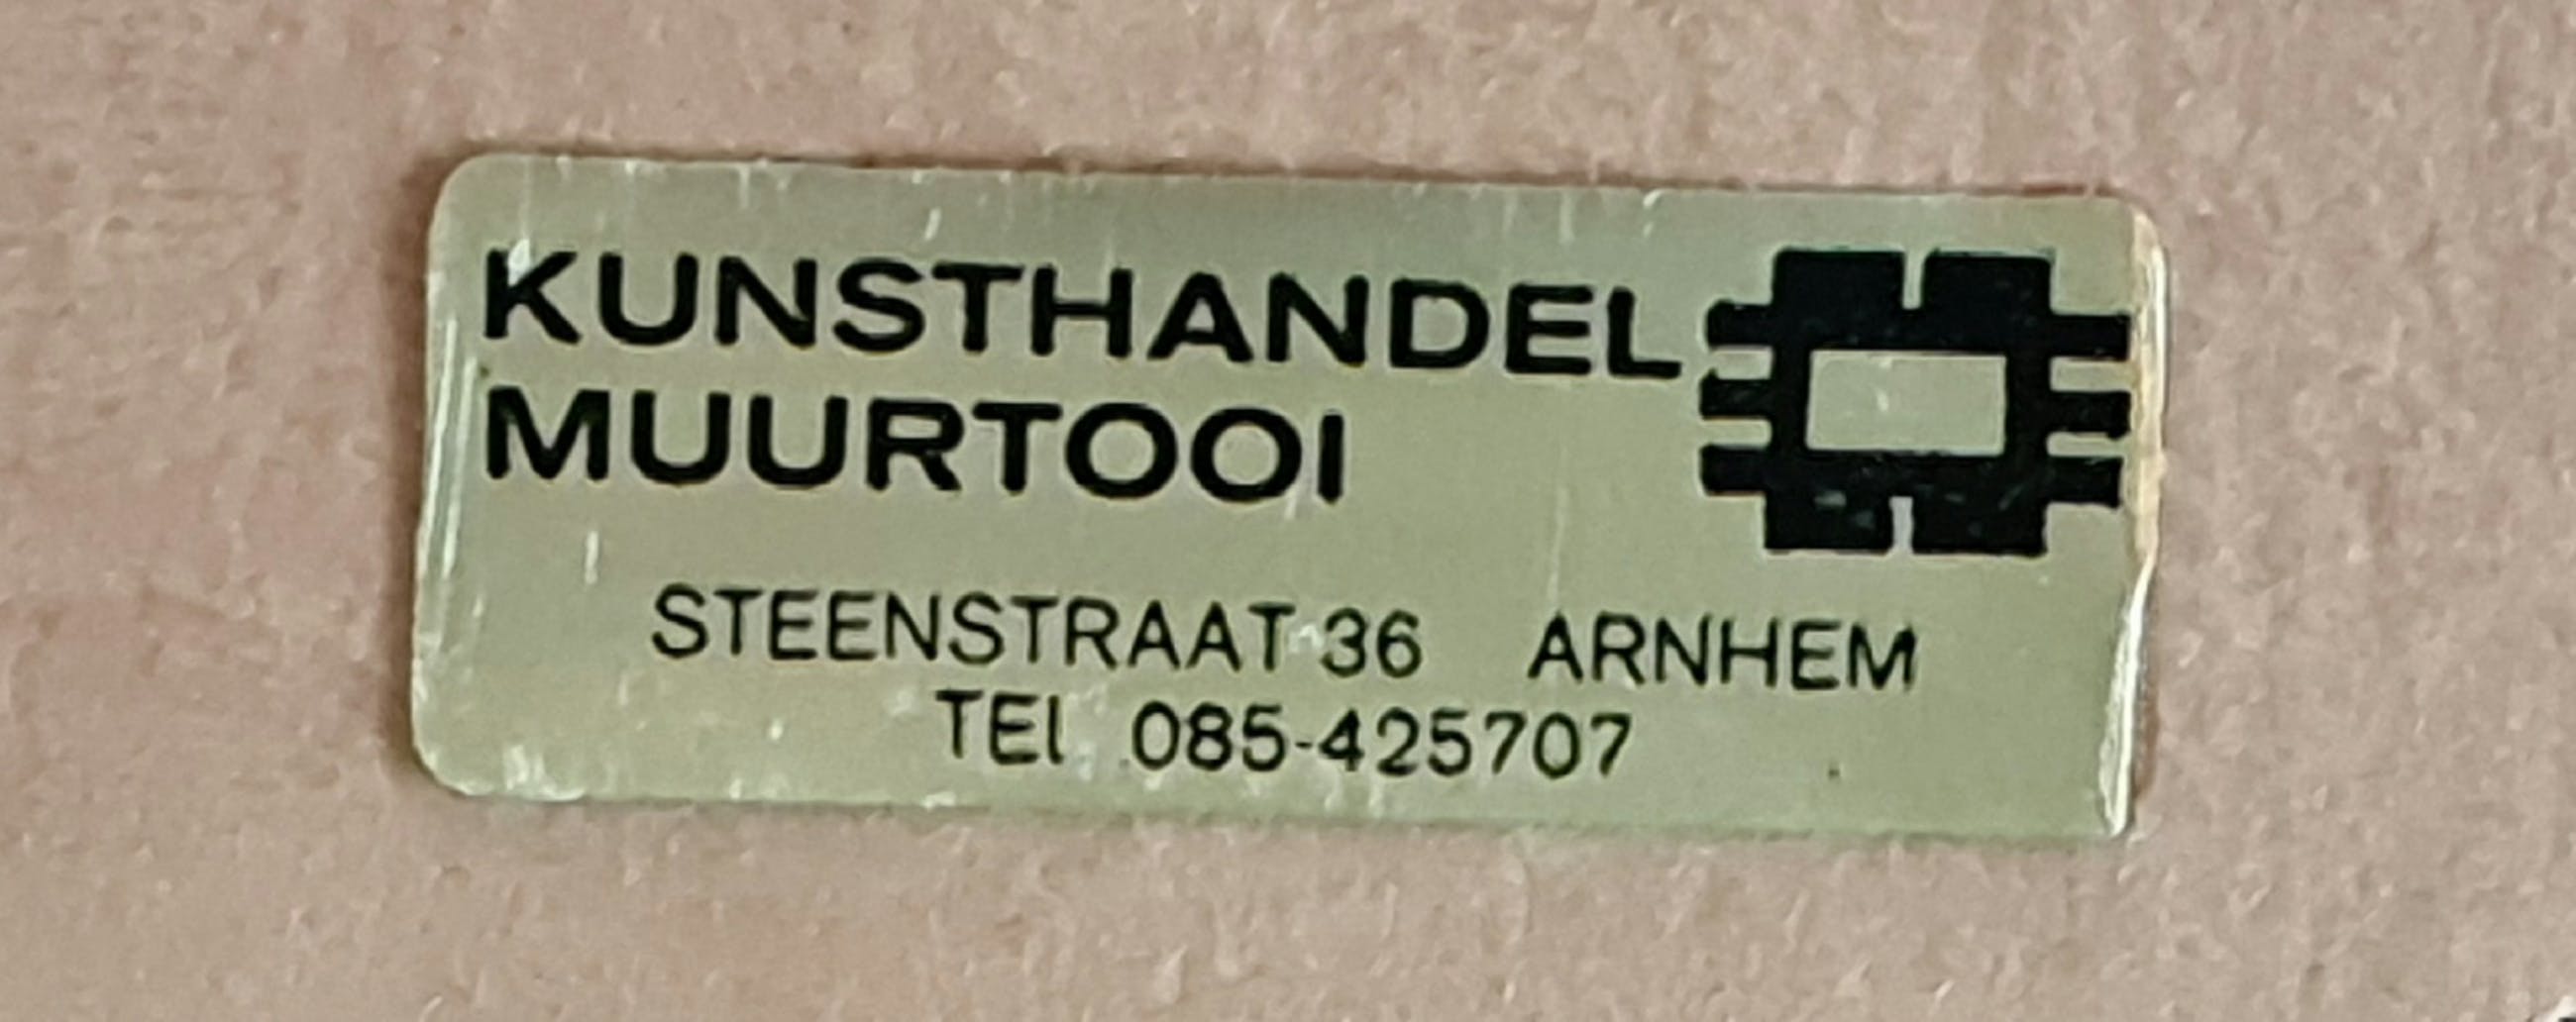 KUNSTHANDEL
MUURTOOI
STEENSTRAAT 36 ARNHEM
TEl 085-425707